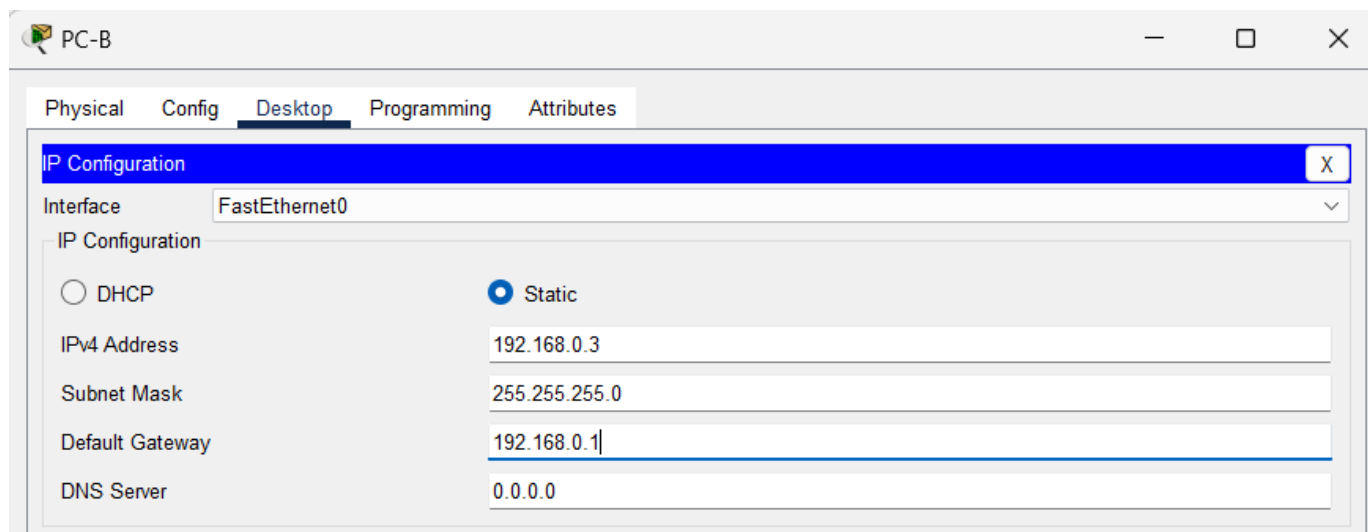 PC-B
Physical Config Desktop Programming Attributes
IP Configuration X
Interface FastEthernet0
IP Configuration
DHCP Static
IPv4 Address 192.168.0.3
Subnet Mask 255.255.255.0
Default Gateway 192.168.0.1
DNS Server 0.0.0.0